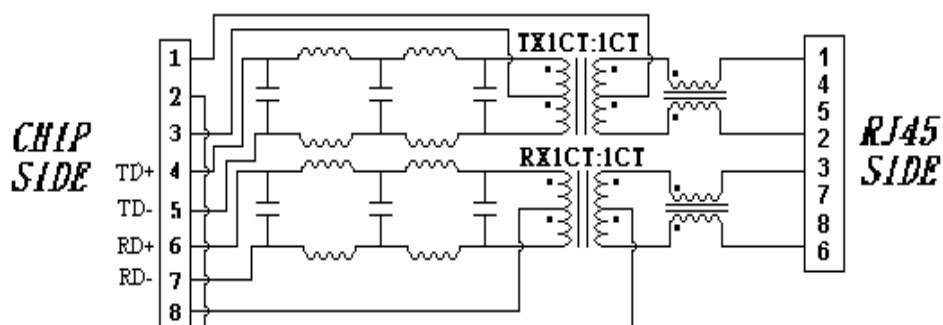 TX1CT:1CT
RX1CT:1CT
CHIP
SIDE
TD+
TD-
RD+
RD-
1
2
3
4
5
6
7
8
1
4
5
2
3
7
8
6
RJ45
SIDE